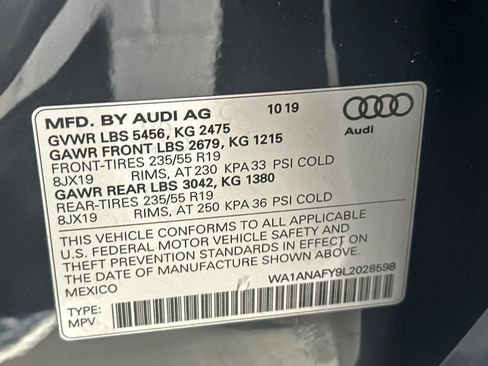 MFD. BY AUDI AG 10 19
Audi
GVWR LBS 5456, KG 2475
GAWR FRONT LBS 2679, KG 1215
FRONT-TIRES 235/55 R19
8JX19 RIMS, AT 230 KPA 33 PSI COLD
GAWR REAR LBS 3042, KG 1380
REAR-TIRES 235/55 R19
8JX19 RIMS, AT 250 KPA 36 PSI COLD
THIS VEHICLE CONFORMS TO ALL APPLICABLE
U.S. FEDERAL MOTOR VEHICLE SAFETY AND
THEFT PREVENTION STANDARDS IN EFFECT ON
THE DATE OF MANUFACTURE SHOWN ABOVE.
MEXICO WA1ANAFY9L2028598
TYPE:
MPV